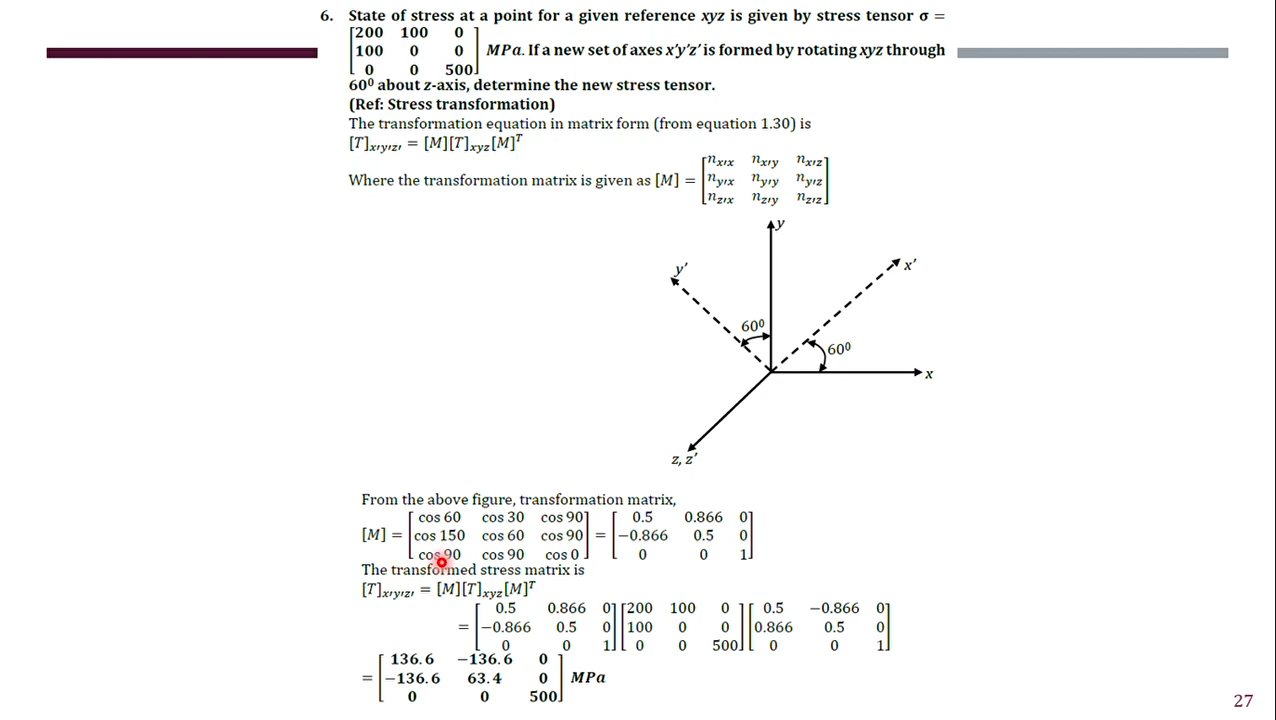 6. State of stress at a point for a given reference xyz is given by stress tensor σ =
[200 100 0
100 0 0
0 0 500] MPa. If a new set of axes x′y′z′ is formed by rotating xyz through
60⁰ about z-axis, determine the new stress tensor.
(Ref: Stress transformation)
The transformation equation in matrix form (from equation 1.30) is
[T]x′y′z′ = [M][T]xyz[M]ᵀ
Where the transformation matrix is given as [M] = [nx′x nx′y nx′z
ny′x ny′y ny′z
nz′x nz′y nz′z]
y
y′
x′
60⁰
60⁰
x
z, z′
From the above figure, transformation matrix,
[M] = [cos 60 cos 30 cos 90
cos 150 cos 60 cos 90
cos 90 cos 90 cos 0] = [0.5 0.866 0
−0.866 0.5 0
0 0 1]
The transformed stress matrix is
[T]x′y′z′ = [M][T]xyz[M]ᵀ
= [0.5 0.866 0
−0.866 0.5 0
0 0 1] [200 100 0
100 0 0
0 0 500] [0.5 −0.866 0
0.866 0.5 0
0 0 1]
= [136.6 −136.6 0
−136.6 63.4 0
0 0 500] MPa
27